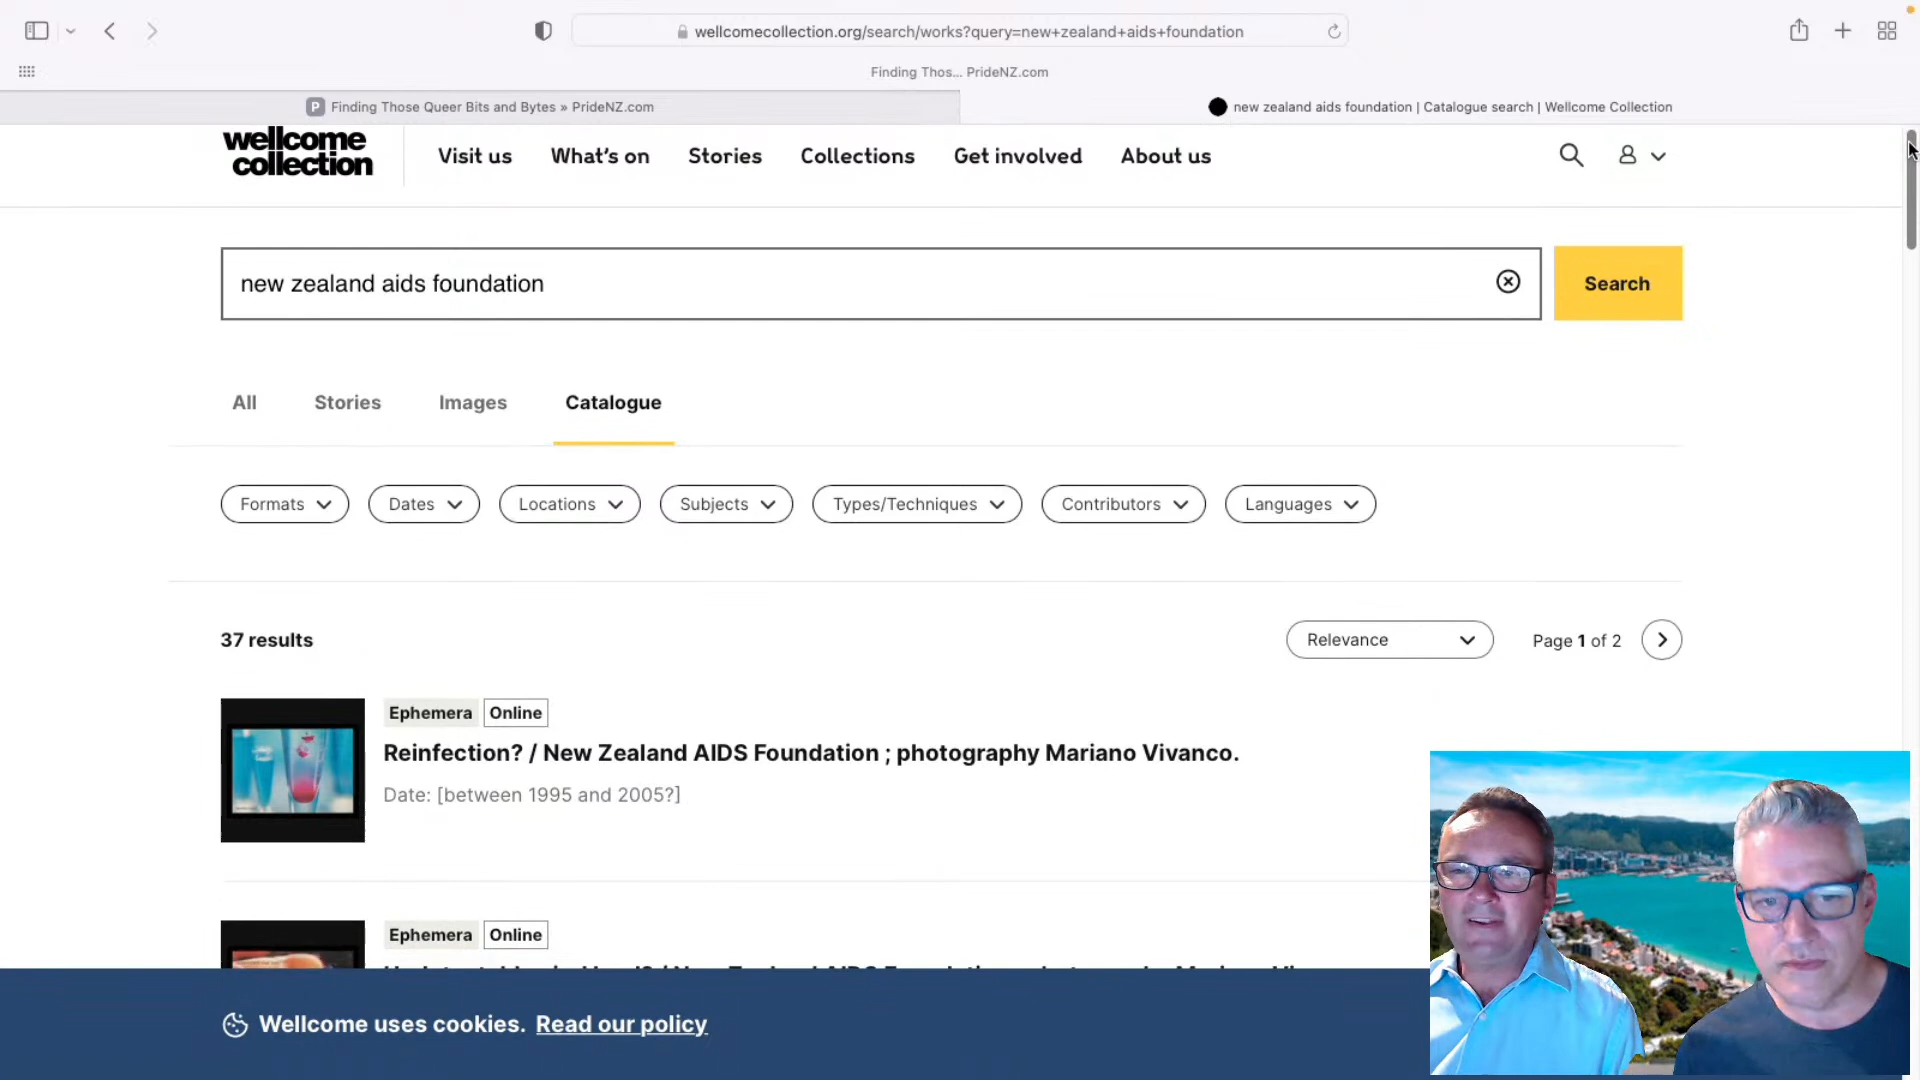 wellcomecollection.org/search/works?query=new+zealand+aids+foundation
Finding Thos... PrideNZ.com
P Finding Those Queer Bits and Bytes » PrideNZ.com
new zealand aids foundation | Catalogue search | Wellcome Collection
wellcome
collection
Visit us What's on Stories Collections Get involved About us
new zealand aids foundation
Search
All Stories Images Catalogue
Formats Dates Locations Subjects Types/Techniques Contributors Languages
37 results
Relevance
Page 1 of 2
Ephemera Online
Reinfection? / New Zealand AIDS Foundation ; photography Mariano Vivanco.
Date: [between 1995 and 2005?]
Ephemera Online
Wellcome uses cookies. Read our policy